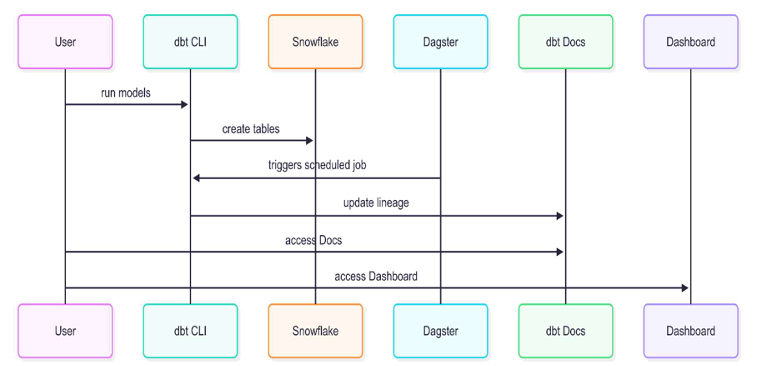 User
dbt CLI
Snowflake
Dagster
dbt Docs
Dashboard
run models
create tables
triggers scheduled job
update lineage
access Docs
access Dashboard
User
dbt CLI
Snowflake
Dagster
dbt Docs
Dashboard